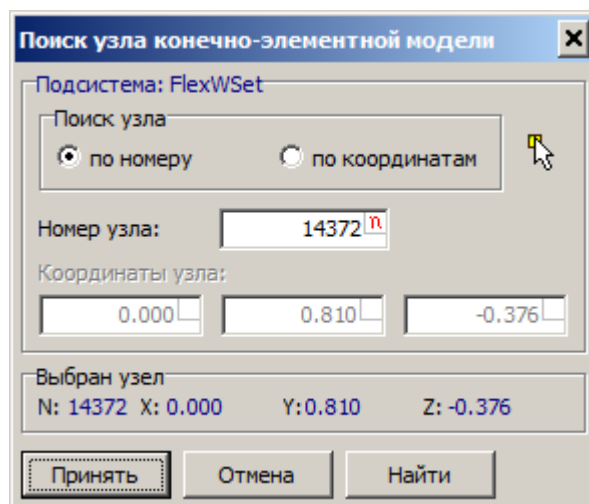 Поиск узла конечно-элементной модели
Подсистема: FlexWSet
Поиск узла
по номеру по координатам
Номер узла: 14372 n
Координаты узла:
0.000 0.810 -0.376
Выбран узел
N: 14372 X: 0.000 Y:0.810 Z: -0.376
Принять Отмена Найти